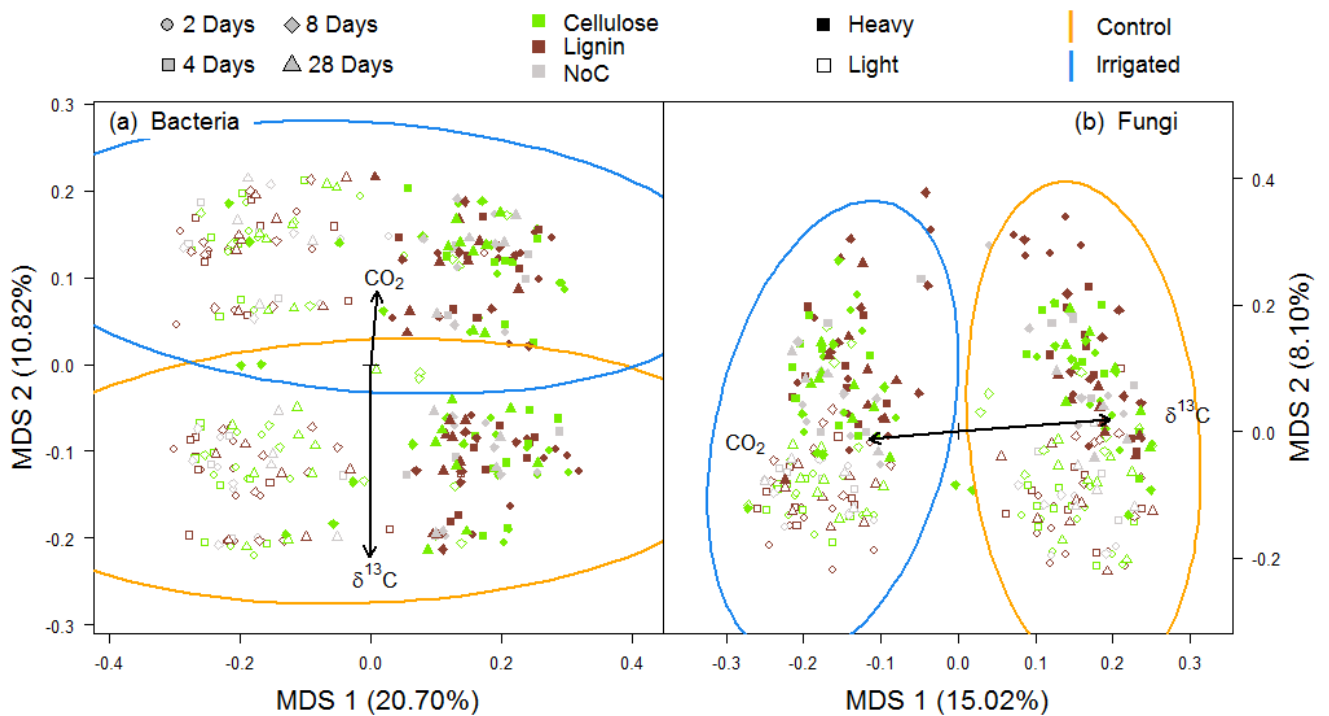 2 Days 8 Days Cellulose Heavy Control
Lignin
4 Days 28 Days NoC Light Irrigated
(a) Bacteria
0.3
0.2
0.1
0.0
-0.1
-0.2
-0.3
MDS 2 (10.82%)
CO2
δ13C
-0.4 -0.2 0.0 0.2 0.4
MDS 1 (20.70%)
(b) Fungi
CO2
δ13C
0.4
0.2
0.0
-0.2
MDS 2 (8.10%)
-0.3 -0.2 -0.1 0.0 0.1 0.2 0.3
MDS 1 (15.02%)